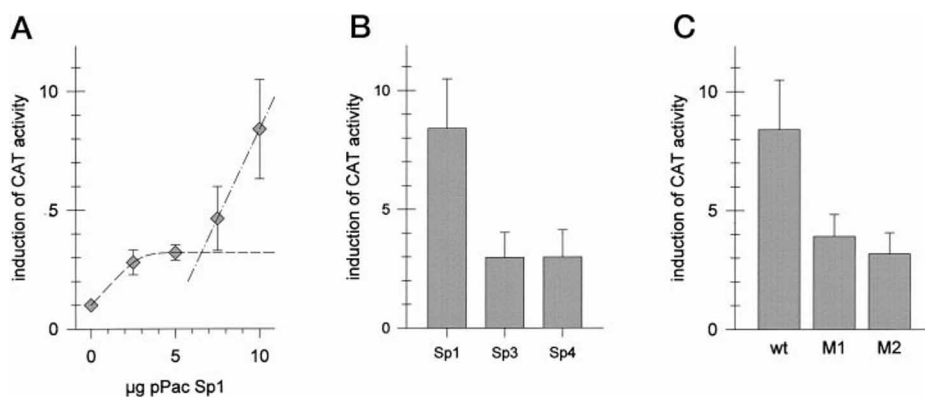 A
induction of CAT activity
10
5
0
0 5 10
µg pPac Sp1
B
induction of CAT activity
10
5
0
Sp1 Sp3 Sp4
C
induction of CAT activity
10
5
0
wt M1 M2